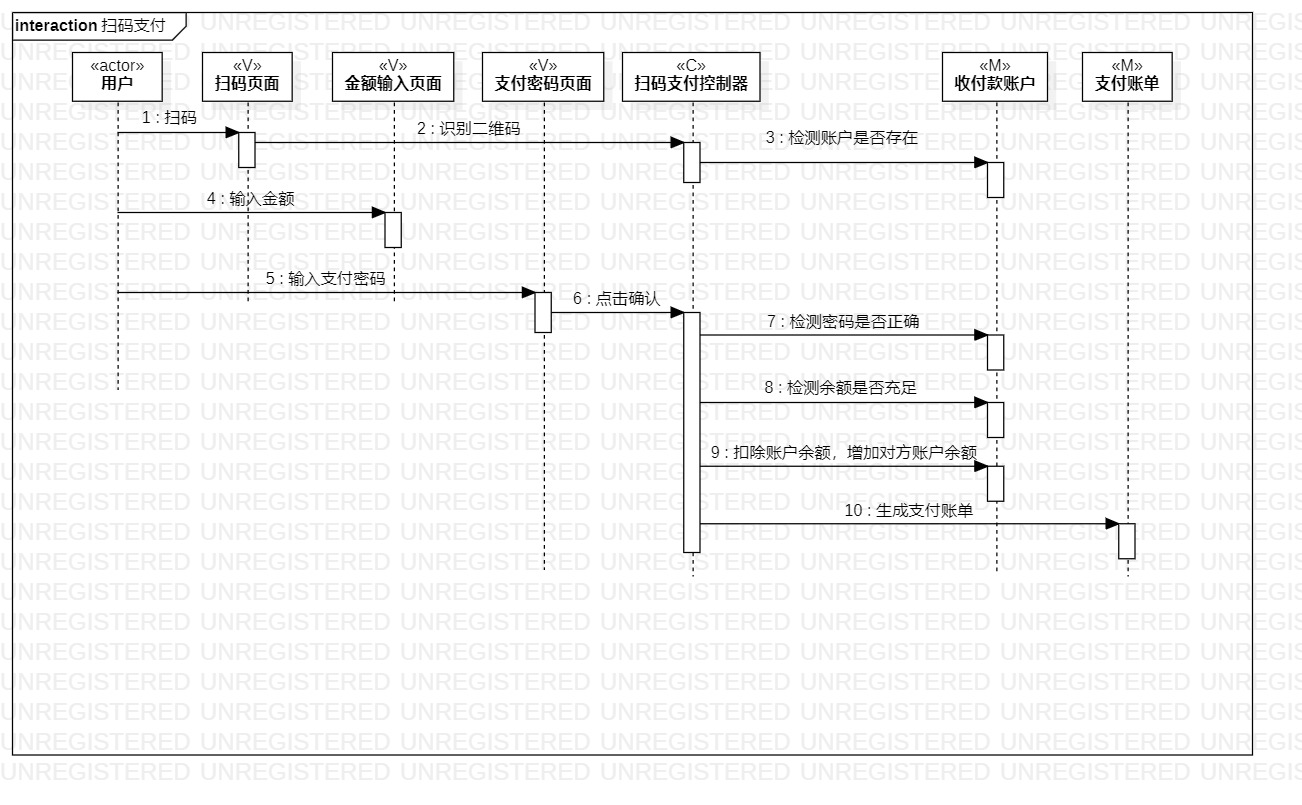 interaction 扫码支付
«actor»
用户
«V»
扫码页面
«V»
金额输入页面
«V»
支付密码页面
«C»
扫码支付控制器
«M»
收付款账户
«M»
支付账单
1 : 扫码
2 : 识别二维码
3 : 检测账户是否存在
4 : 输入金额
5 : 输入支付密码
6 : 点击确认
7 : 检测密码是否正确
8 : 检测余额是否充足
9 : 扣除账户余额，增加对方账户余额
10 : 生成支付账单
UNREGISTERED